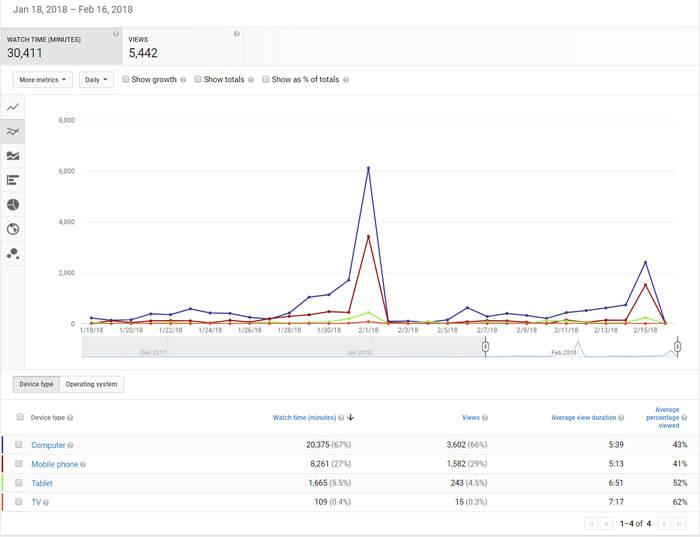 Jan 18, 2018 – Feb 16, 2018
WATCH TIME (MINUTES) ?
30,411
VIEWS ?
5,442
More metrics Daily Show growth ? Show totals ? Show as % of totals ?
8,000
6,000
4,000
2,000
0
1/18/18 1/20/18 1/22/18 1/24/18 1/26/18 1/28/18 1/30/18 2/1/18 2/3/18 2/5/18 2/7/18 2/9/18 2/11/18 2/13/18 2/15/18
Dec 2017 Jan 2018 Feb 2018
Device type Operating system
Device type ? Watch time (minutes) ? Views ? Average view duration ? Average percentage viewed ?
Computer ? 20,375 (67%) 3,602 (66%) 5:39 43%
Mobile phone ? 8,261 (27%) 1,582 (29%) 5:13 41%
Tablet 1,665 (5.5%) 243 (4.5%) 6:51 52%
TV ? 109 (0.4%) 15 (0.3%) 7:17 62%
1–4 of 4